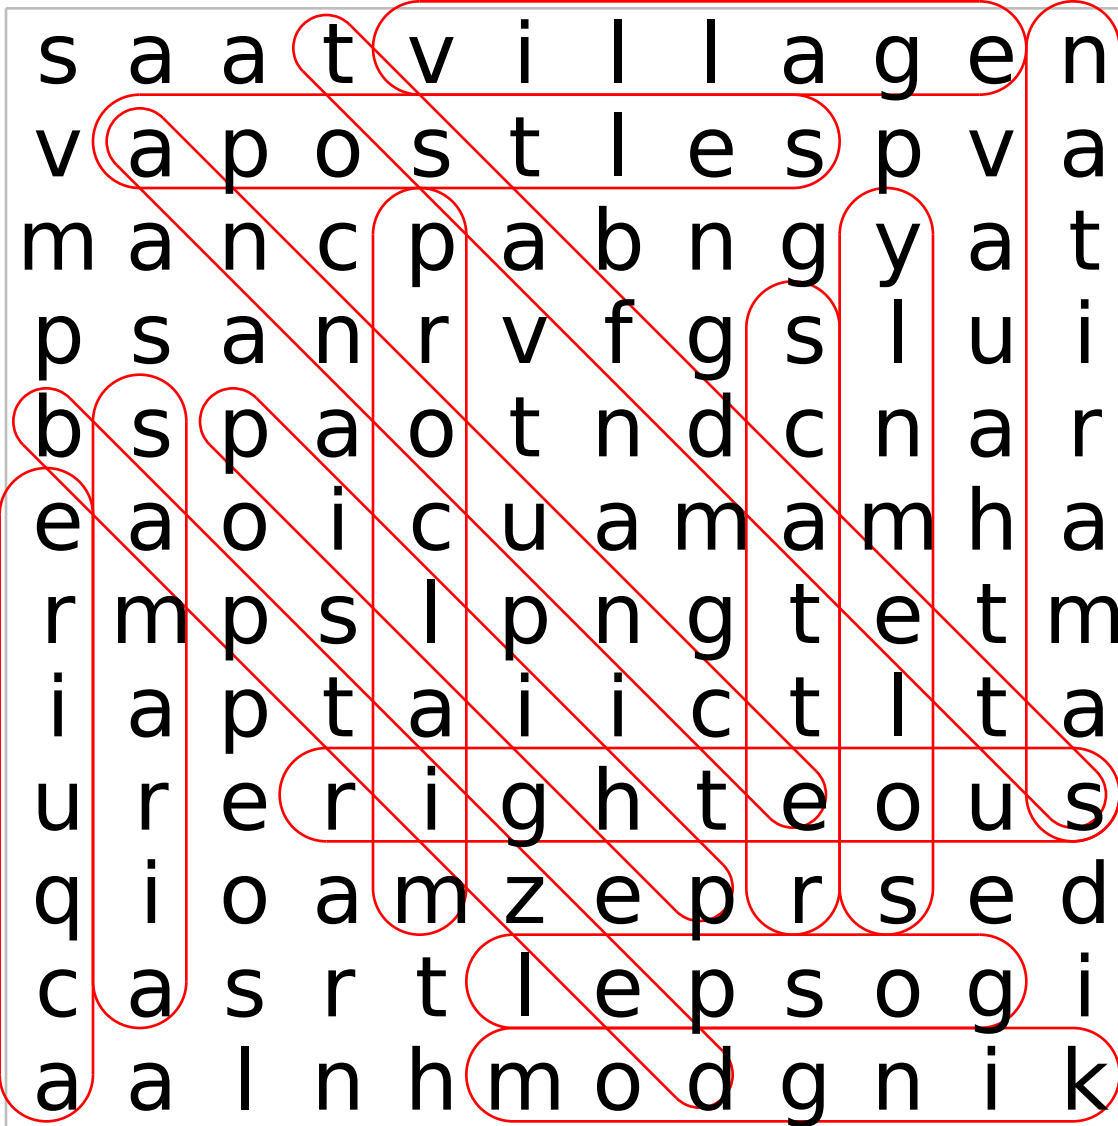 s a a t v i l l a g e n
v a p o s t l e s p v a
m a n c p a b n g y a t
p s a n r v f g s l u i
b s p a o t n d c n a r
e a o i c u a m a m h a
r m p s l p n g t e t m
i a p t a i i c t l t a
u r e r i g h t e o u s
q i o a m z e p r s e d
c a s r t l e p s o g i
a a l n h m o d g n i k